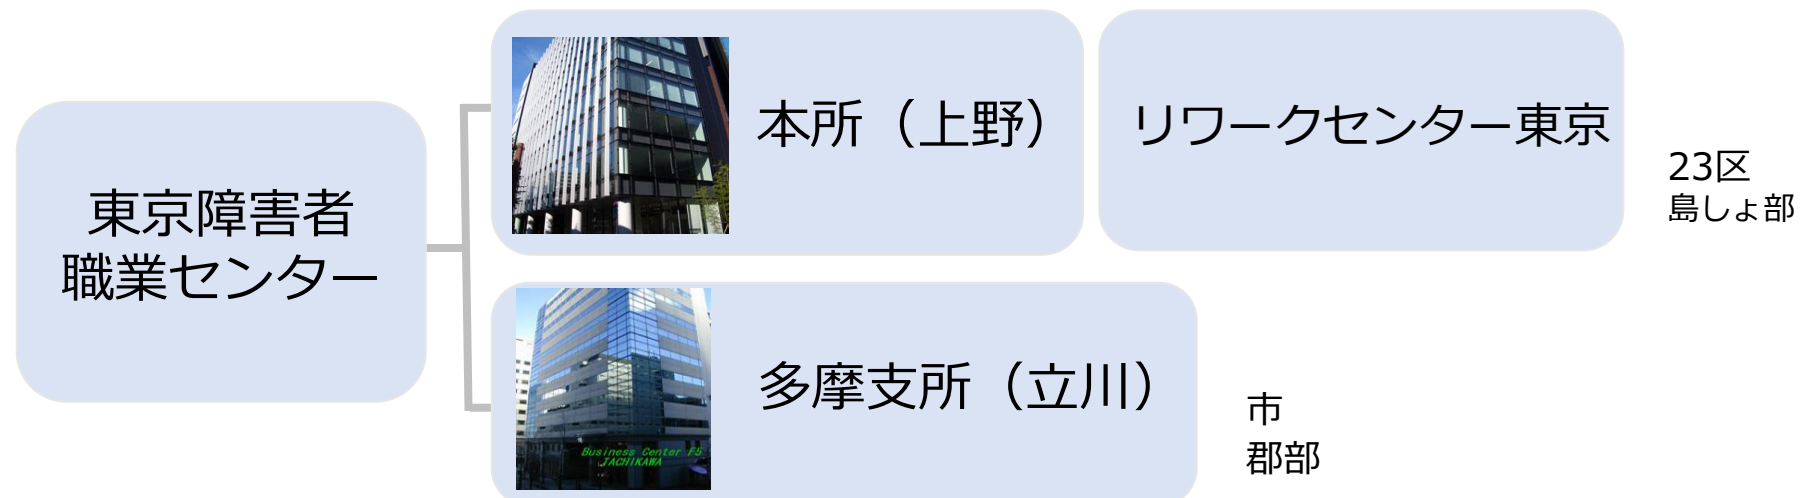 東京障害者
職業センター
本所（上野）
リワークセンター東京
23区
島しょ部
多摩支所（立川）
Business Center F5
TACHIKAWA
市
郡部